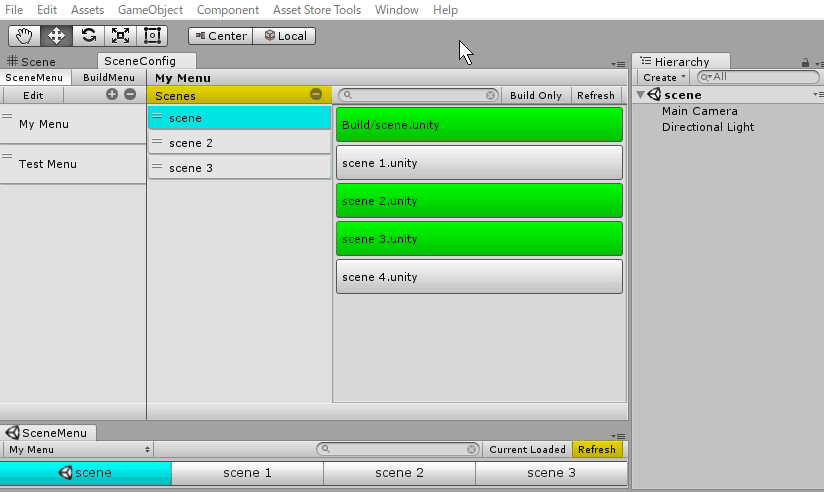 File Edit Assets GameObject Component Asset Store Tools Window Help
Center Local
Scene SceneConfig Hierarchy
SceneMenu BuildMenu My Menu Create All
Edit Scenes Build Only Refresh scene
scene Build/scene.unity Main Camera
My Menu Directional Light
scene 2
Test Menu scene 1.unity
scene 3
scene 2.unity
scene 3.unity
scene 4.unity
SceneMenu
My Menu Current Loaded Refresh
scene scene 1 scene 2 scene 3